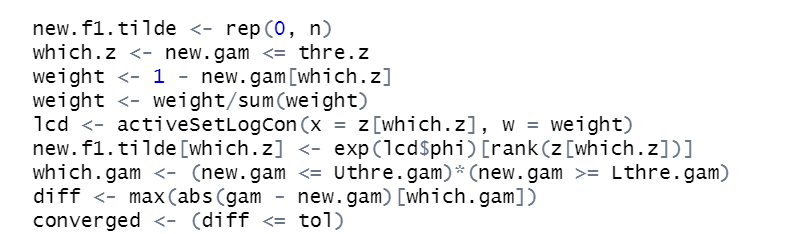 new.f1.tilde <- rep(0, n)
which.z <- new.gam <= thre.z
weight <- 1 - new.gam[which.z]
weight <- weight/sum(weight)
lcd <- activeSetLogCon(x = z[which.z], w = weight)
new.f1.tilde[which.z] <- exp(lcd$phi)[rank(z[which.z])]
which.gam <- (new.gam <= Uthre.gam)*(new.gam >= Lthre.gam)
diff <- max(abs(gam - new.gam)[which.gam])
converged <- (diff <= tol)